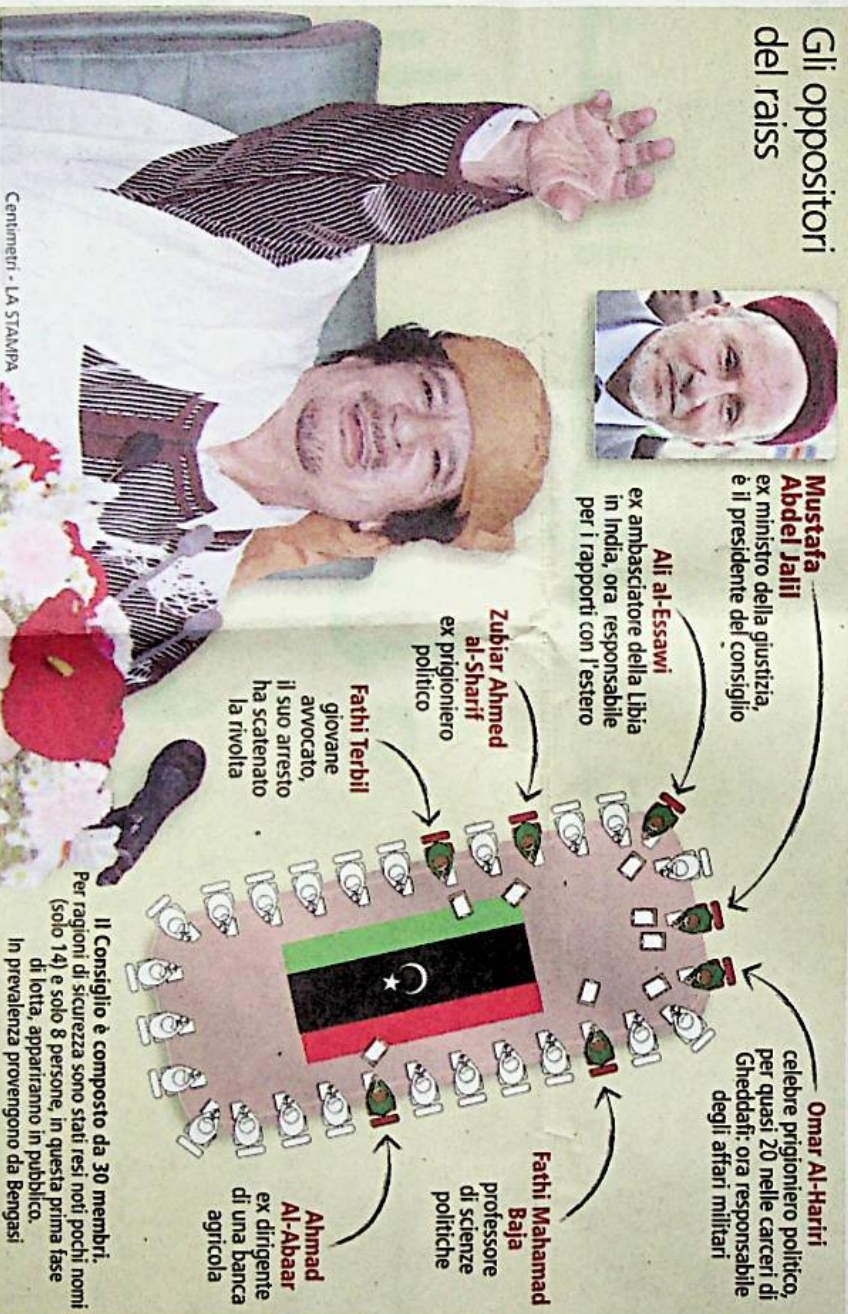 Gli oppositori
del raiss
Mustafa
Abdel Jalil
ex ministro della giustizia,
è il presidente del consiglio
Ali al-Essawi
ex ambasciatore della Libia
in India, ora responsabile
per i rapporti con l'estero
Zubiar Ahmed
al-Sharif
ex prigioniero
politico
Fathi Terbil
giovane
avvocato,
il suo arresto
ha scatenato
la rivolta
Omar Al-Hariri
celebre prigioniero politico,
per quasi 20 nelle carceri di
Gheddafi: ora responsabile
degli affari militari
Fathi Mahamad
Baja
professore
di scienze
politiche
Ahmad
Al-Abaar
ex dirigente
di una banca
agricola
Il Consiglio è composto da 30 membri.
Per ragioni di sicurezza sono stati resi noti pochi nomi
(solo 14) e solo 8 persone, in questa prima fase
di lotta, appariranno in pubblico.
In prevalenza provengono da Bengasi
Centimetri - LA STAMPA